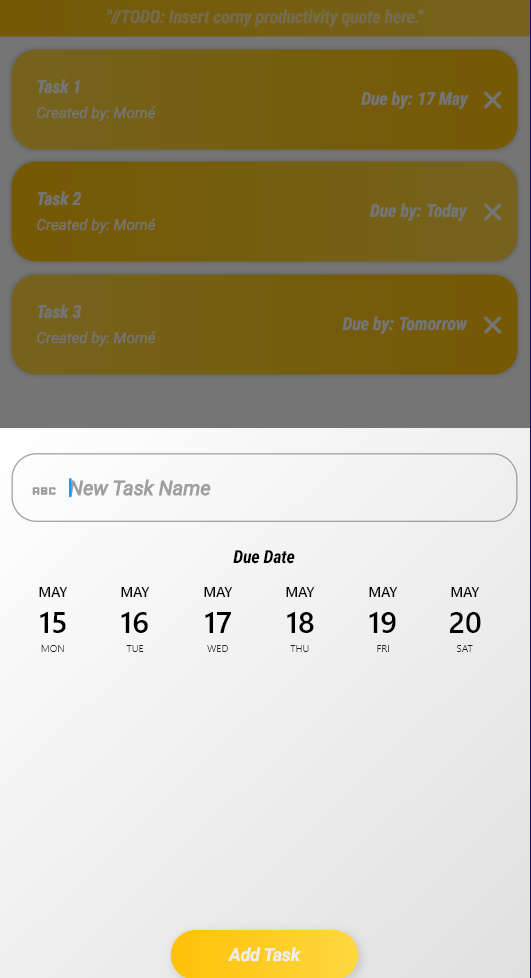 "//TODO: Insert corny productivity quote here."
Task 1
Created by: Morné
Due by: 17 May
Task 2
Created by: Morné
Due by: Today
Task 3
Created by: Morné
Due by: Tomorrow
ABC New Task Name
Due Date
MAY MAY MAY MAY MAY MAY
15 16 17 18 19 20
MON TUE WED THU FRI SAT
Add Task